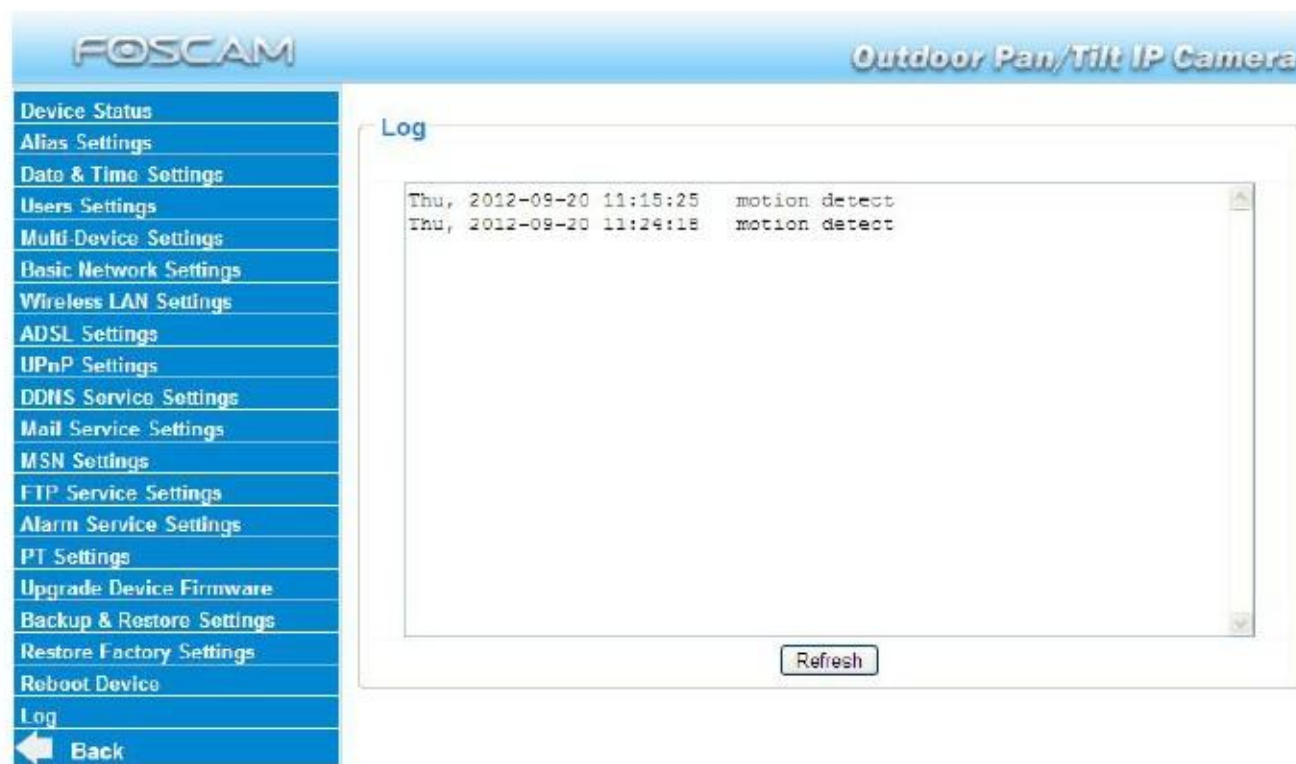 FOSCAM
Outdoor Pan/Tilt IP Camera
Device Status
Alias Settings
Date & Time Settings
Users Settings
Multi-Device Settings
Basic Network Settings
Wireless LAN Settings
ADSL Settings
UPnP Settings
DDNS Service Settings
Mail Service Settings
MSN Settings
FTP Service Settings
Alarm Service Settings
PT Settings
Upgrade Device Firmware
Backup & Restore Settings
Restore Factory Settings
Reboot Device
Log
Back
Log
Thu, 2012-09-20 11:15:25 motion detect
Thu, 2012-09-20 11:24:18 motion detect
Refresh